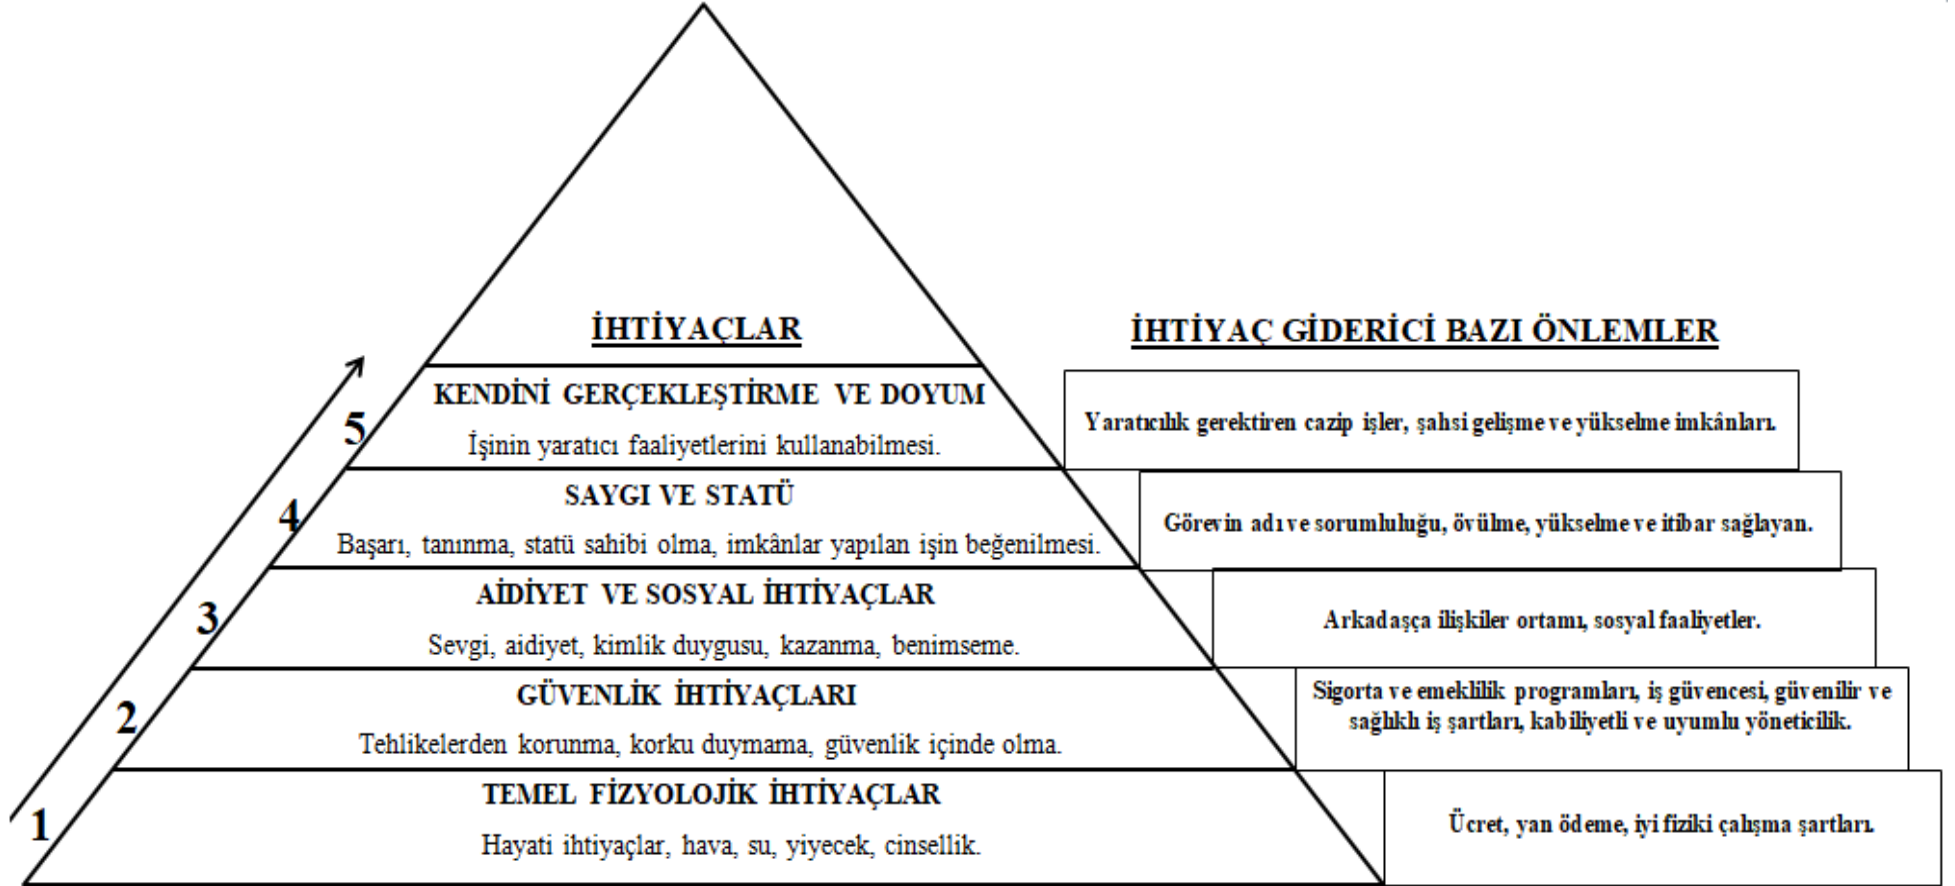 İHTİYAÇLAR
İHTİYAÇ GİDERİCİ BAZI ÖNLEMLER
5
KENDİNİ GERÇEKLEŞTİRME VE DOYUM
İşinin yaratıcı faaliyetlerini kullanabilmesi.
Yaratıcılık gerektiren cazip işler, şahsi gelişme ve yükselme imkânları.
4
SAYGI VE STATÜ
Başarı, tanınma, statü sahibi olma, imkânlar yapılan işin beğenilmesi.
Görevin adı ve sorumluluğu, övülme, yükselme ve itibar sağlayan.
3
AİDİYET VE SOSYAL İHTİYAÇLAR
Sevgi, aidiyet, kimlik duygusu, kazanma, benimseme.
Arkadaşça ilişkiler ortamı, sosyal faaliyetler.
2
GÜVENLİK İHTİYAÇLARI
Tehlikelerden korunma, korku duymama, güvenlik içinde olma.
Sigorta ve emeklilik programları, iş güvencesi, güvenilir ve
sağlıklı iş şartları, kabiliyetli ve uyumlu yöneticilik.
1
TEMEL FİZYOLOJİK İHTİYAÇLAR
Hayati ihtiyaçlar, hava, su, yiyecek, cinsellik.
Ücret, yan ödeme, iyi fiziki çalışma şartları.